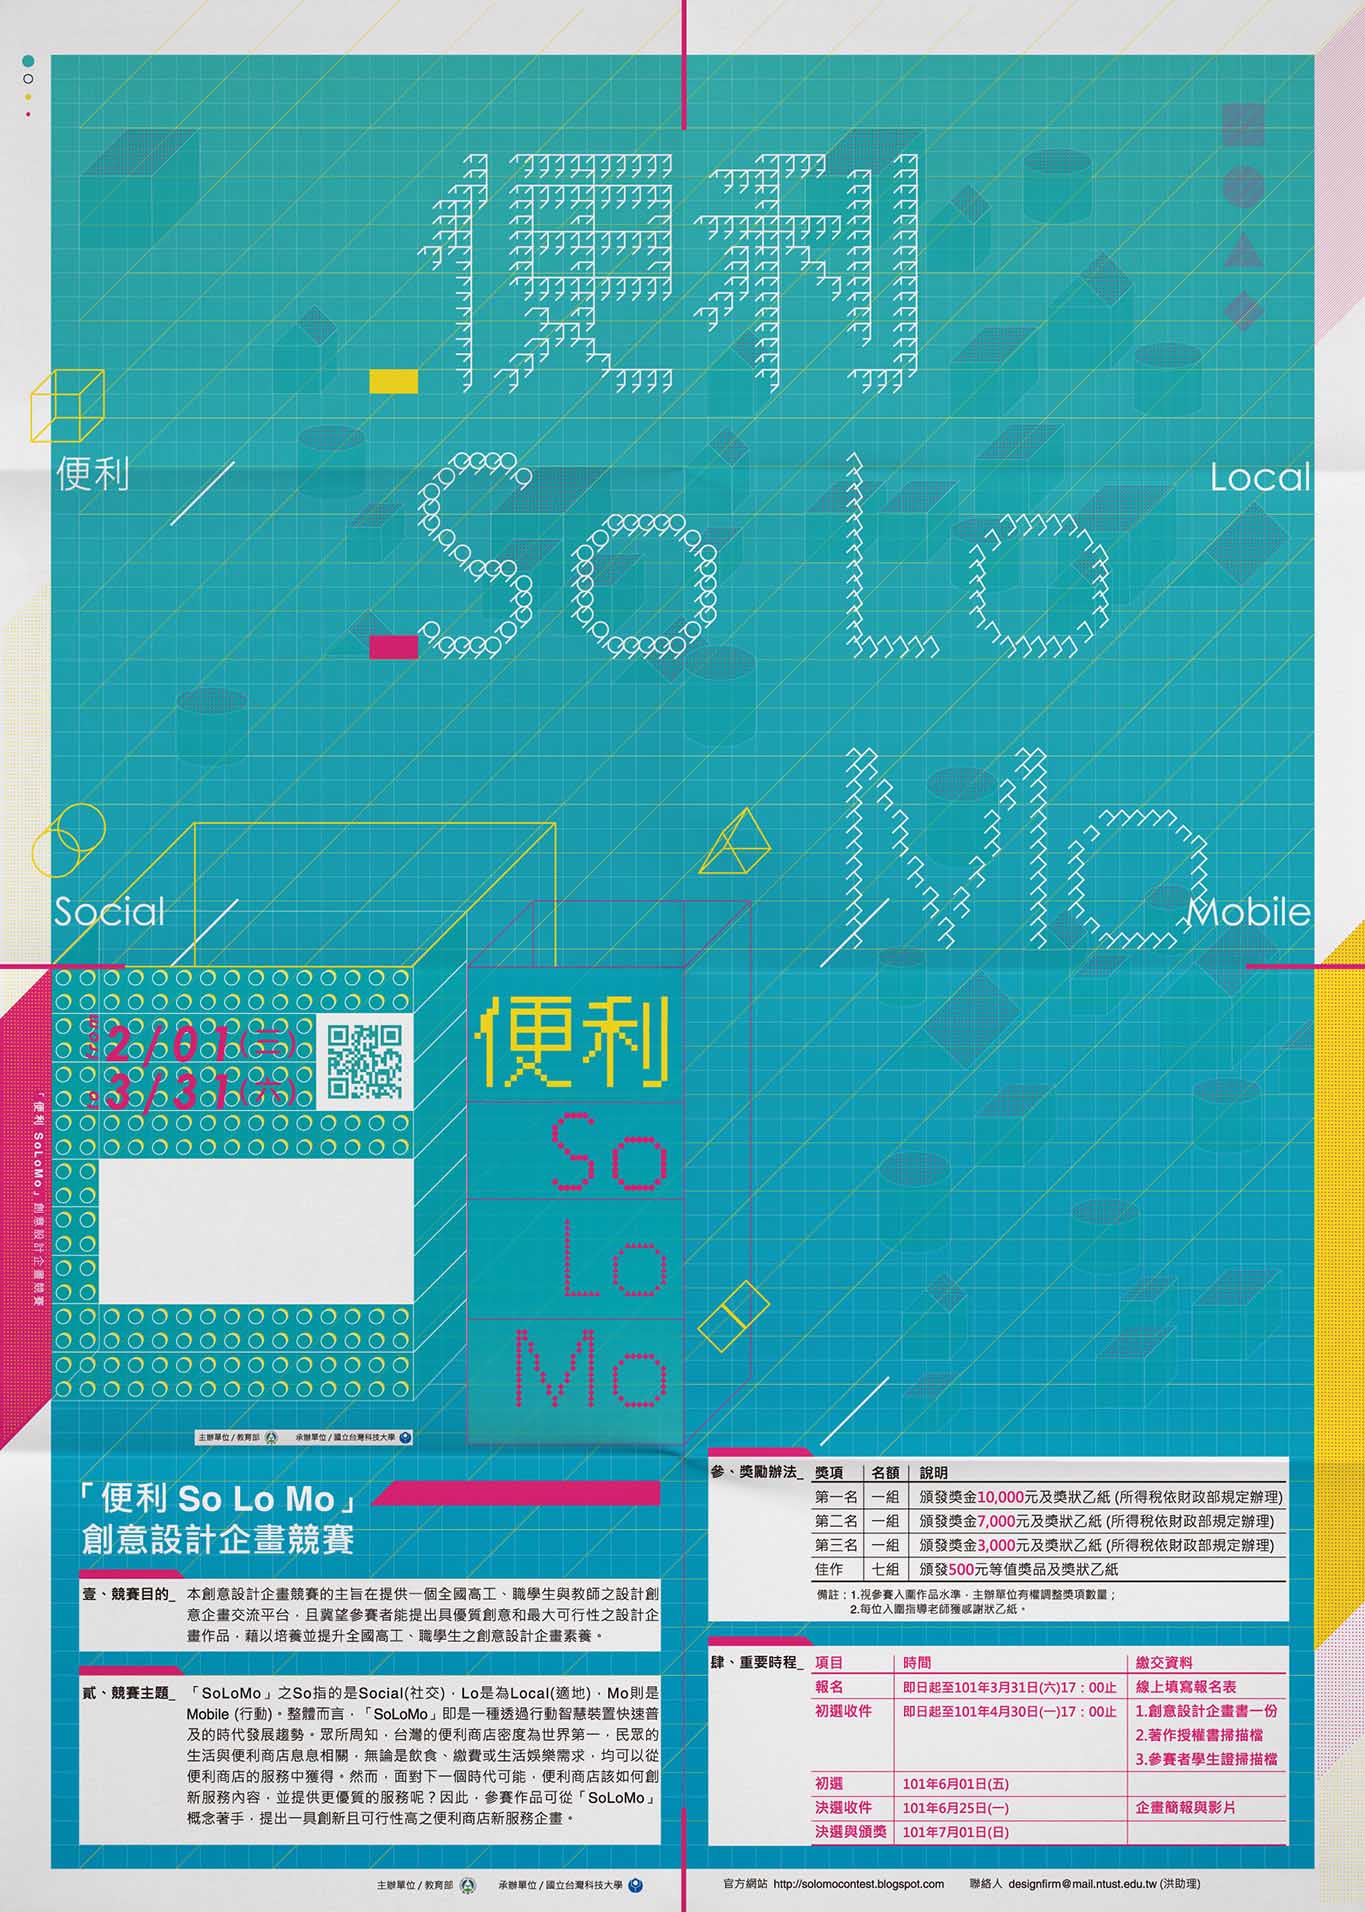 便利
So Lo
Mo
便利
Local
Social
Mobile
from 2/01(三)
to 3/31(六)
便利
So
Lo
Mo
「便利 SoLoMo」創意設計企畫競賽
主辦單位/教育部 承辦單位/國立台灣科技大學
「便利 So Lo Mo」
創意設計企畫競賽
壹、競賽目的_ 本創意設計企畫競賽的主旨在提供一個全國高工、職學生與教師之設計創
意企畫交流平台，且冀望參賽者能提出具優質創意和最大可行性之設計企
畫作品，藉以培養並提升全國高工、職學生之創意設計企畫素養。
貳、競賽主題_ 「SoLoMo」之So指的是Social(社交)，Lo是為Local(適地)，Mo則是
Mobile (行動)。整體而言，「SoLoMo」即是一種透過行動智慧裝置快速普
及的時代發展趨勢。眾所周知，台灣的便利商店密度為世界第一，民眾的
生活與便利商店息息相關，無論是飲食、繳費或生活娛樂需求，均可以從
便利商店的服務中獲得。然而，面對下一個時代可能，便利商店該如何創
新服務內容，並提供更優質的服務呢？因此，參賽作品可從「SoLoMo」
概念著手，提出一具創新且可行性高之便利商店新服務企畫。
參、獎勵辦法_ 獎項 名額 說明
第一名 一組 頒發獎金10,000元及獎狀乙紙 (所得稅依財政部規定辦理)
第二名 一組 頒發獎金7,000元及獎狀乙紙 (所得稅依財政部規定辦理)
第三名 一組 頒發獎金3,000元及獎狀乙紙 (所得稅依財政部規定辦理)
佳作 七組 頒發500元等值獎品及獎狀乙紙
備註：1.視參賽入圍作品水準，主辦單位有權調整獎項數量；
2.每位入圍指導老師獲感謝狀乙紙。
肆、重要時程_ 項目 時間 繳交資料
報名 即日起至101年3月31日(六)17：00止 線上填寫報名表
初選收件 即日起至101年4月30日(一)17：00止 1.創意設計企畫書一份
2.著作授權書掃描檔
3.參賽者學生證掃描檔
初選 101年6月01日(五)
決選收件 101年6月25日(一) 企畫簡報與影片
決選與頒獎 101年7月01日(日)
主辦單位/教育部 承辦單位/國立台灣科技大學
官方網站 http://solomocontest.blogspot.com 聯絡人 designfirm@mail.ntust.edu.tw (洪助理)